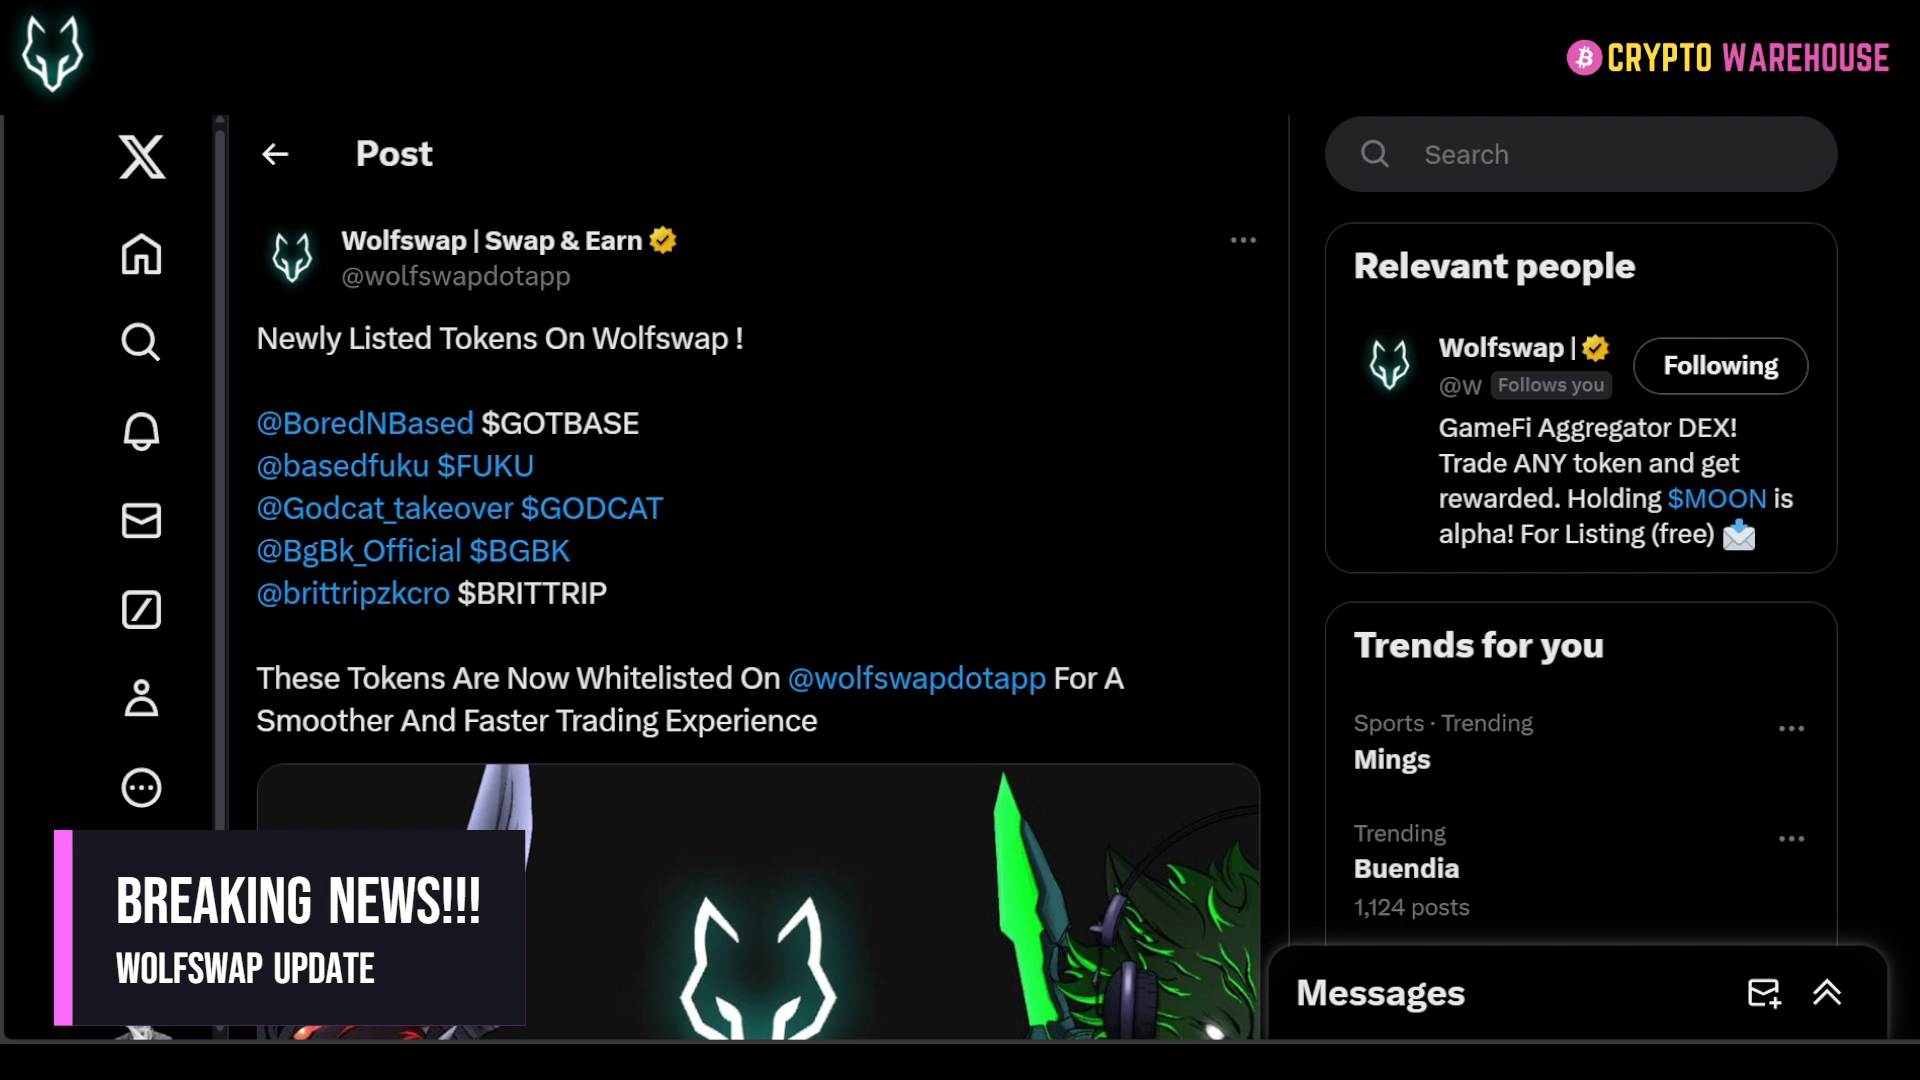 CRYPTO WAREHOUSE
Post
Wolfswap | Swap & Earn
@wolfswapdotapp
Newly Listed Tokens On Wolfswap !
@BoredNBased $GOTBASE
@basedfuku $FUKU
@Godcat_takeover $GODCAT
@BgBk_Official $BGBK
@brittripzkcro $BRITTRIP
These Tokens Are Now Whitelisted On @wolfswapdotapp For A
Smoother And Faster Trading Experience
BREAKING NEWS!!!
WOLFSWAP UPDATE
Search
Relevant people
Wolfswap |
@w Follows you
Following
GameFi Aggregator DEX!
Trade ANY token and get
rewarded. Holding $MOON is
alpha! For Listing (free)
Trends for you
Sports · Trending
Mings
Trending
Buendia
1,124 posts
Messages